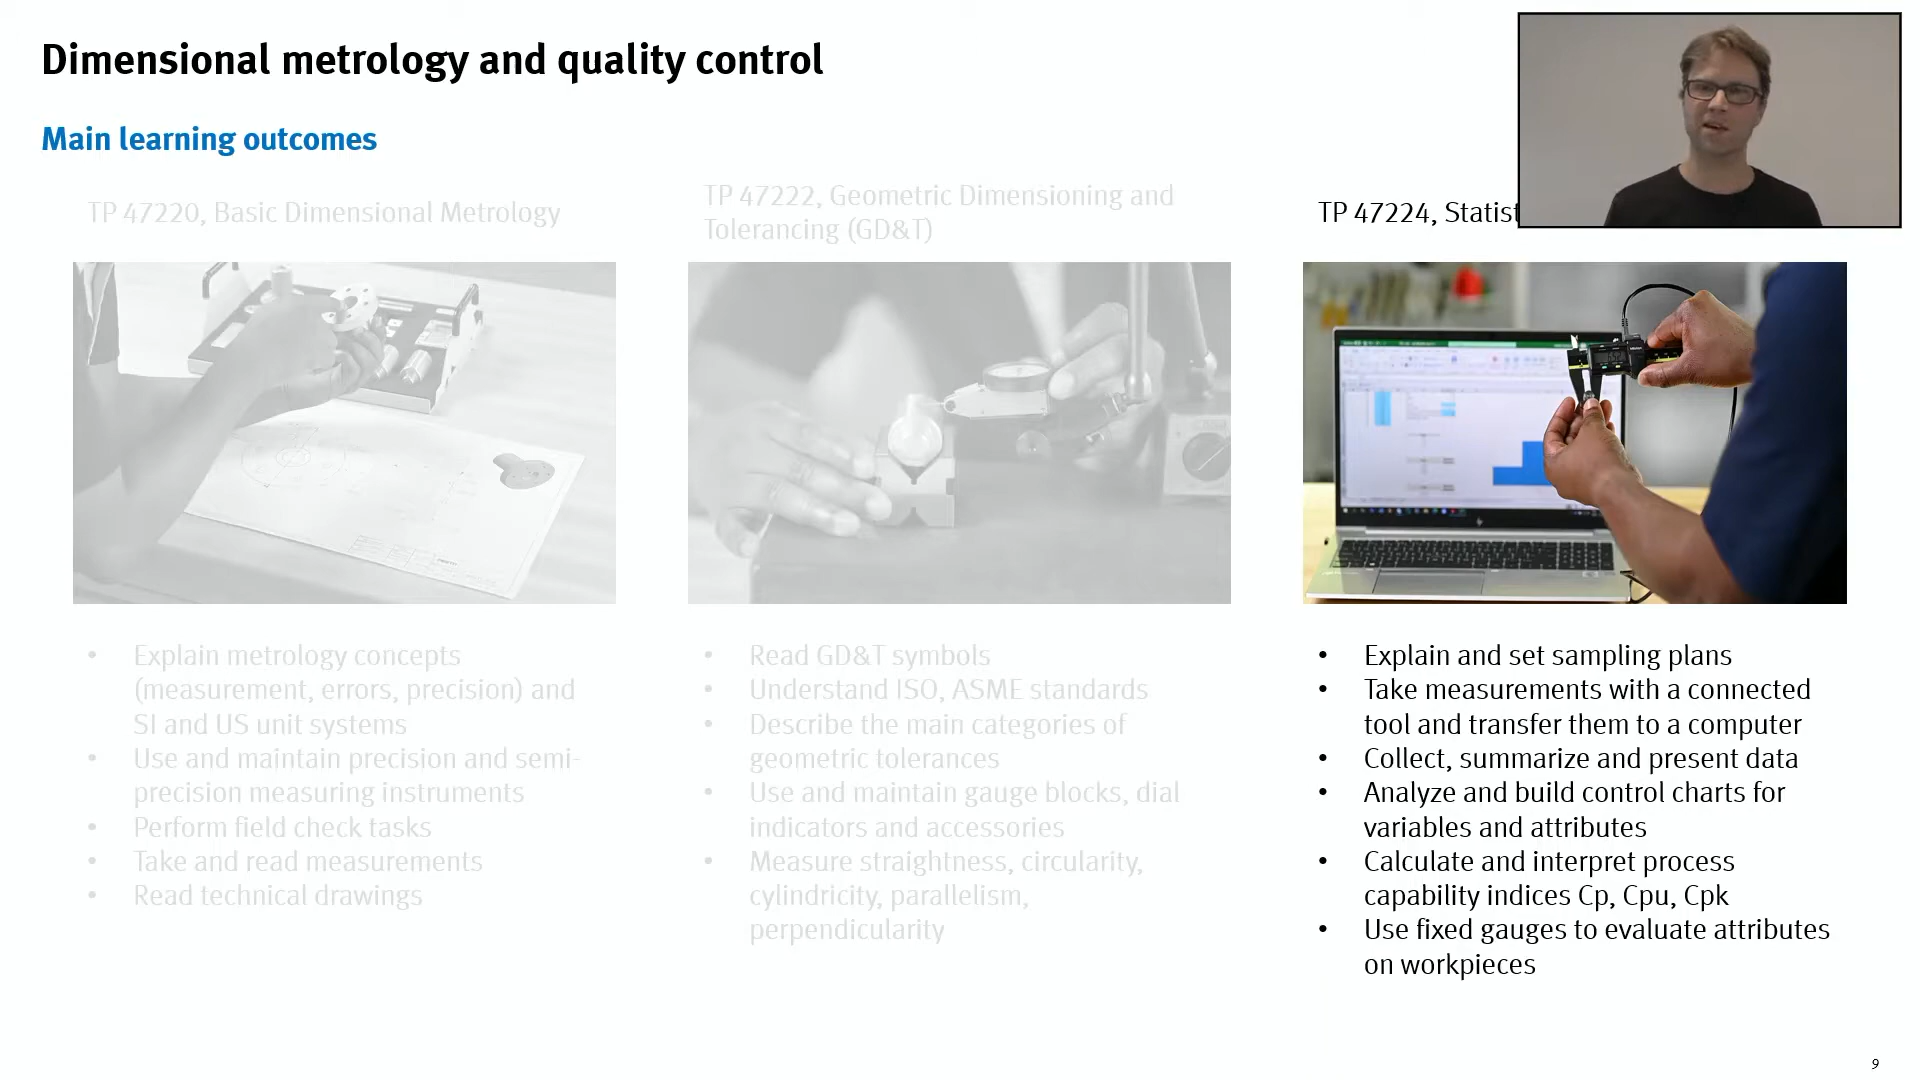 Dimensional metrology and quality control
Main learning outcomes
TP 47220, Basic Dimensional Metrology
TP 47222, Geometric Dimensioning and
Tolerancing (GD&T)
TP 47224,
• Explain metrology concepts
(measurement, errors, precision) and
SI and US unit systems
• Use and maintain precision and semi-
precision measuring instruments
• Perform field check tasks
• Take and read measurements
• Read technical drawings
• Read GD&T symbols
• Understand ISO, ASME standards
• Describe the main categories of
geometric tolerances
• Use and maintain gauge blocks, dial
indicators and accessories
• Measure straightness, circularity,
cylindricity, parallelism,
perpendicularity
• Explain and set sampling plans
• Take measurements with a connected
tool and transfer them to a computer
• Collect, summarize and present data
• Analyze and build control charts for
variables and attributes
• Calculate and interpret process
capability indices Cp, Cpu, Cpk
• Use fixed gauges to evaluate attributes
on workpieces
9